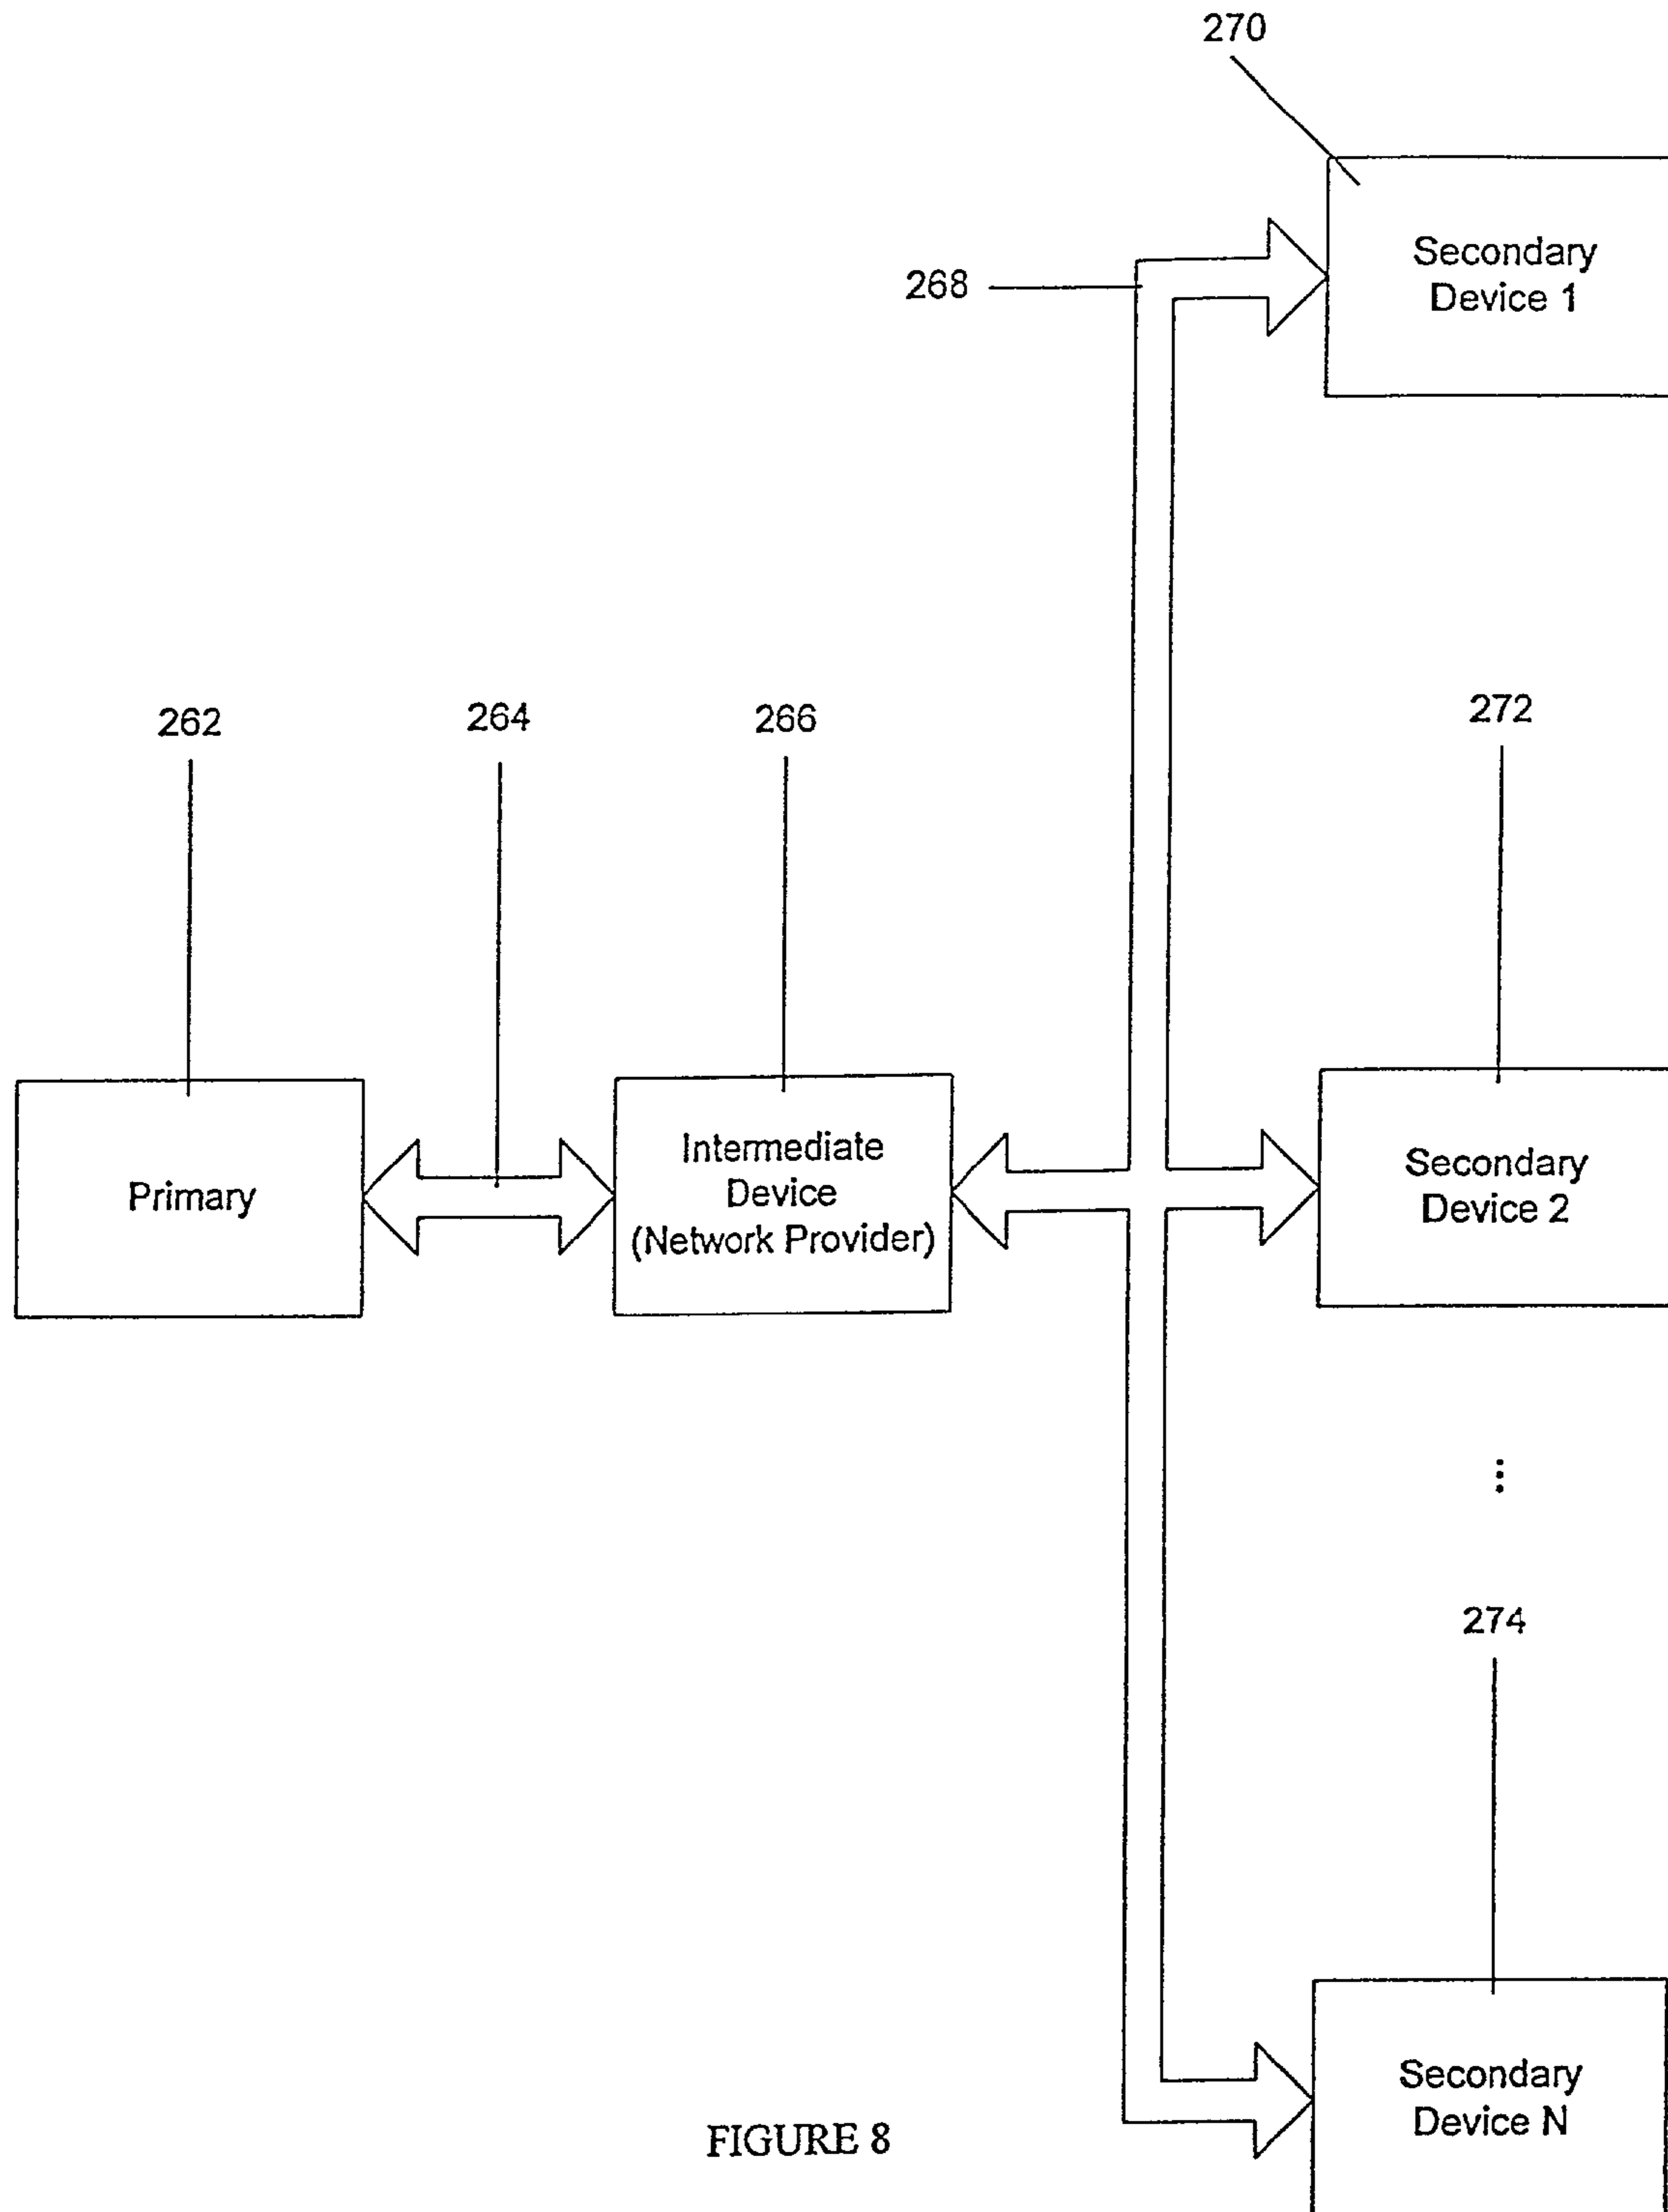 270
Secondary
Device 1
268
262
264
266
272
Primary
Intermediate
Device
(Network Provider)
Secondary
Device 2
274
Secondary
Device N
FIGURE 8